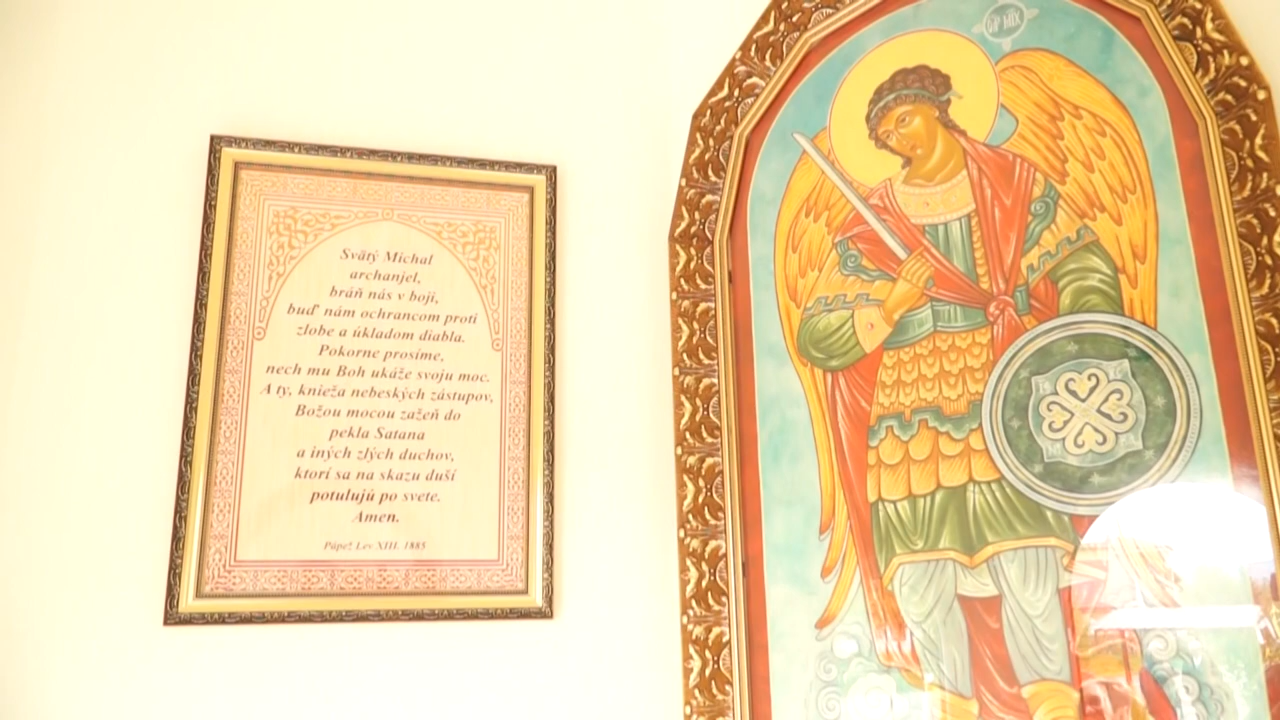 Svätý Michal
archanjel,
bráň nás v boji,
buď nám ochrancom proti
zlobe a úkladom diabla.
Pokorne prosíme,
nech mu Boh ukáže svoju moc.
A ty, knieža nebeských zástupov,
Božou mocou zažeň do
pekla Satana
a iných zlých duchov,
ktorí sa na skazu duší
potulujú po svete.
Amen.
Pápež Lev XIII. 1885